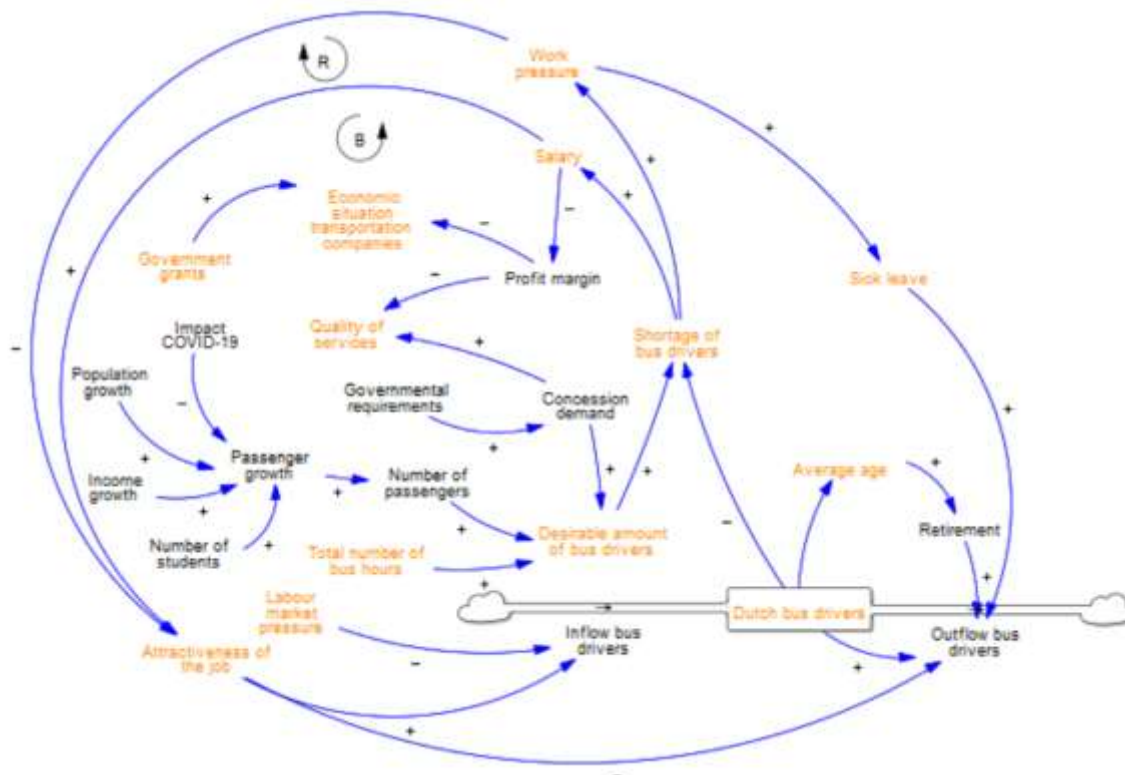 Work
pressure
R
B
Salary
Economic
situation
transportation
companies
Government
grants
Profit margin
Sick leave
Impact
COVID-19
Quality of
servides
Shortage of
bus drivers
Population
growth
Governmental
requirements
Concession
demand
Passenger
growth
Income
growth
Number of
passengers
Average age
Retirement
Number of
students
Total number of
bus hours
Desirable amount
of bus drivers
Labour
market
pressure
Dutch bus drivers
Inflow bus
drivers
Outflow bus
drivers
Attractiveness of
the job